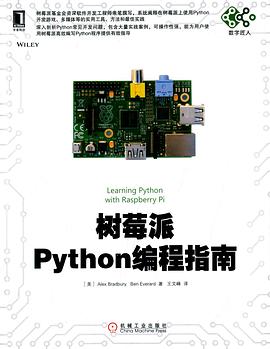 树莓派基金会资深软件开发工程师亲笔撰写，系统阐释在树莓派上使用Python
开发游戏、多媒体等的实用工具、方法和最佳实践
深入剖析Python常见开发问题，包含大量实战案例，可操作性强，能为用户使
用树莓派高效编写Python程序提供有效指导
数字匠人
WILEY
Learning Python
with Raspberry Pi
树莓派
Python编程指南
［美］ Alex Bradbury Ben Everard 著 王文峰 译
机械工业出版社
China Machine Press